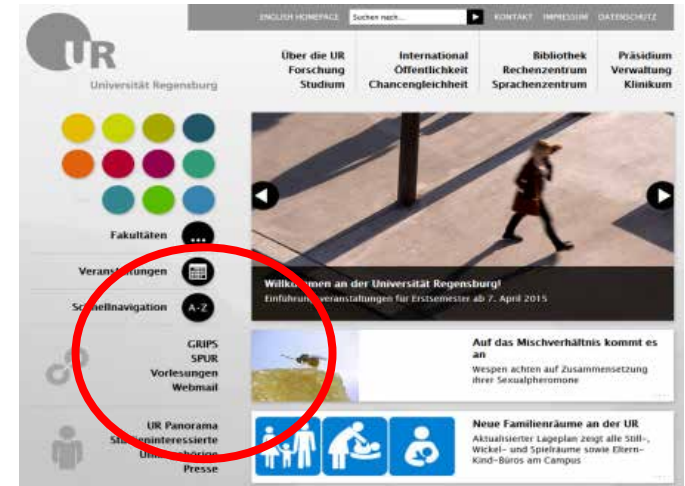 ENGLISH HOMEPAGE
Suchen nach...
KONTAKT IMPRESSUM DATENSCHUTZ
UR
Universität Regensburg
Über die UR
Forschung
Studium
International
Öffentlichkeit
Chancengleichheit
Bibliothek
Rechenzentrum
Sprachenzentrum
Präsidium
Verwaltung
Klinikum
Fakultäten
...
Veranstaltungen
Schnellnavigation
A-Z
GRIPS
SPUR
Vorlesungen
Webmail
UR Panorama
Studieninteressierte
Presse
Willkommen an der Universität Regensburg!
Einführungsveranstaltungen für Erstsemester ab 7. April 2015
Auf das Mischverhältnis kommt es
an
Wespen achten auf Zusammensetzung
ihrer Sexualpheromone
Neue Familienräume an der UR
Aktualisierter Lageplan zeigt alle Still-,
Wickel- und Spielräume sowie Eltern-
Kind-Büros am Campus